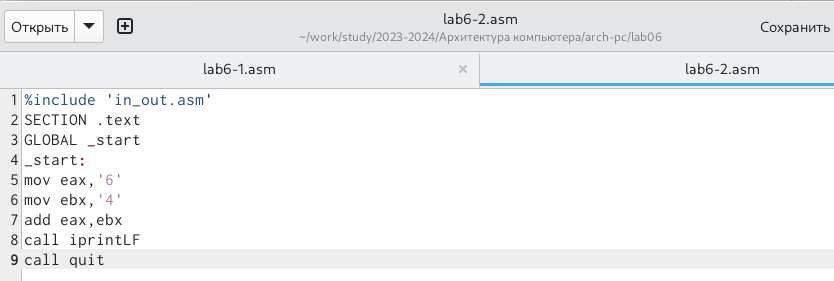 lab6-2.asm
Открыть
~/work/study/2023-2024/Архитектура компьютера/arch-pc/lab06
Сохранить
lab6-1.asm × lab6-2.asm
1 %include 'in_out.asm'
2 SECTION .text
3 GLOBAL _start
4 _start:
5 mov eax,'6'
6 mov ebx,'4'
7 add eax,ebx
8 call iprintLF
9 call quit